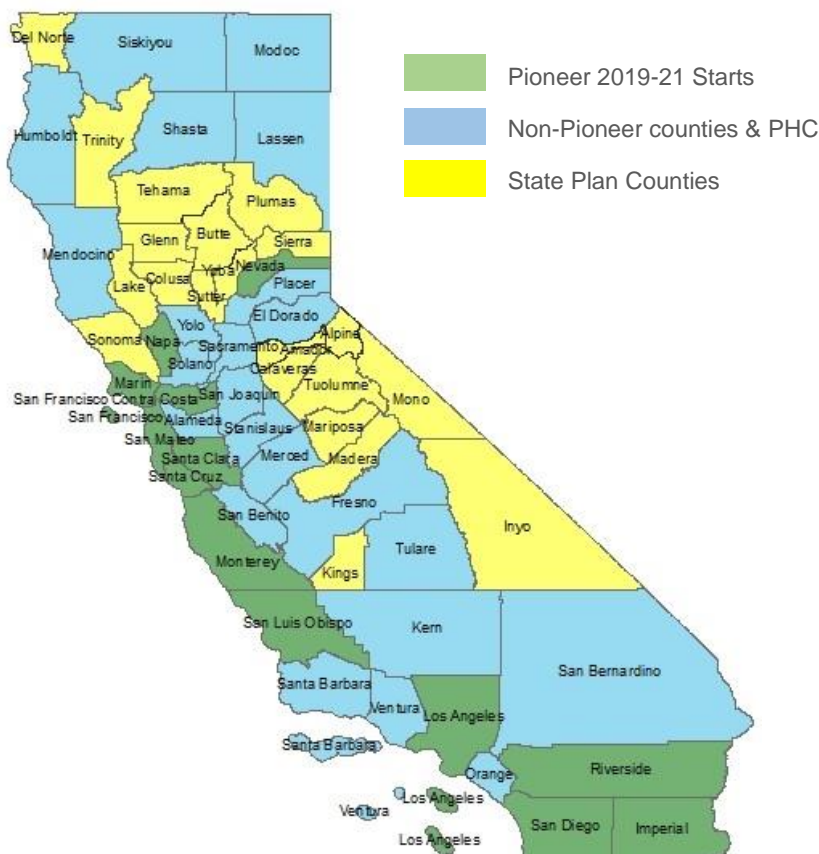 Del Norte
Siskiyou
Modoc
Pioneer 2019-21 Starts
Non-Pioneer counties & PHC
State Plan Counties
Humboldt
Trinity
Shasta
Lassen
Tehama
Plumas
Mendocino
Glenn
Butte
Sierra
Lake
Colusa
Yuba
Nevada
Sutter
Placer
El Dorado
Yolo
Sonoma
Napa
Sacramento
Alpine
Amador
Solano
Calaveras
Tuolumne
Mono
Marin
San Francisco
Contra Costa
San Joaquin
San Francisco
Alameda
Stanislaus
Mariposa
San Mateo
Santa Clara
Merced
Madera
Santa Cruz
Fresno
San Benito
Inyo
Monterey
Kings
Tulare
San Luis Obispo
Kern
San Bernardino
Santa Barbara
Ventura
Los Angeles
Santa Barbara
Orange
Riverside
Los Angeles
Ventura
San Diego
Imperial
Los Angeles